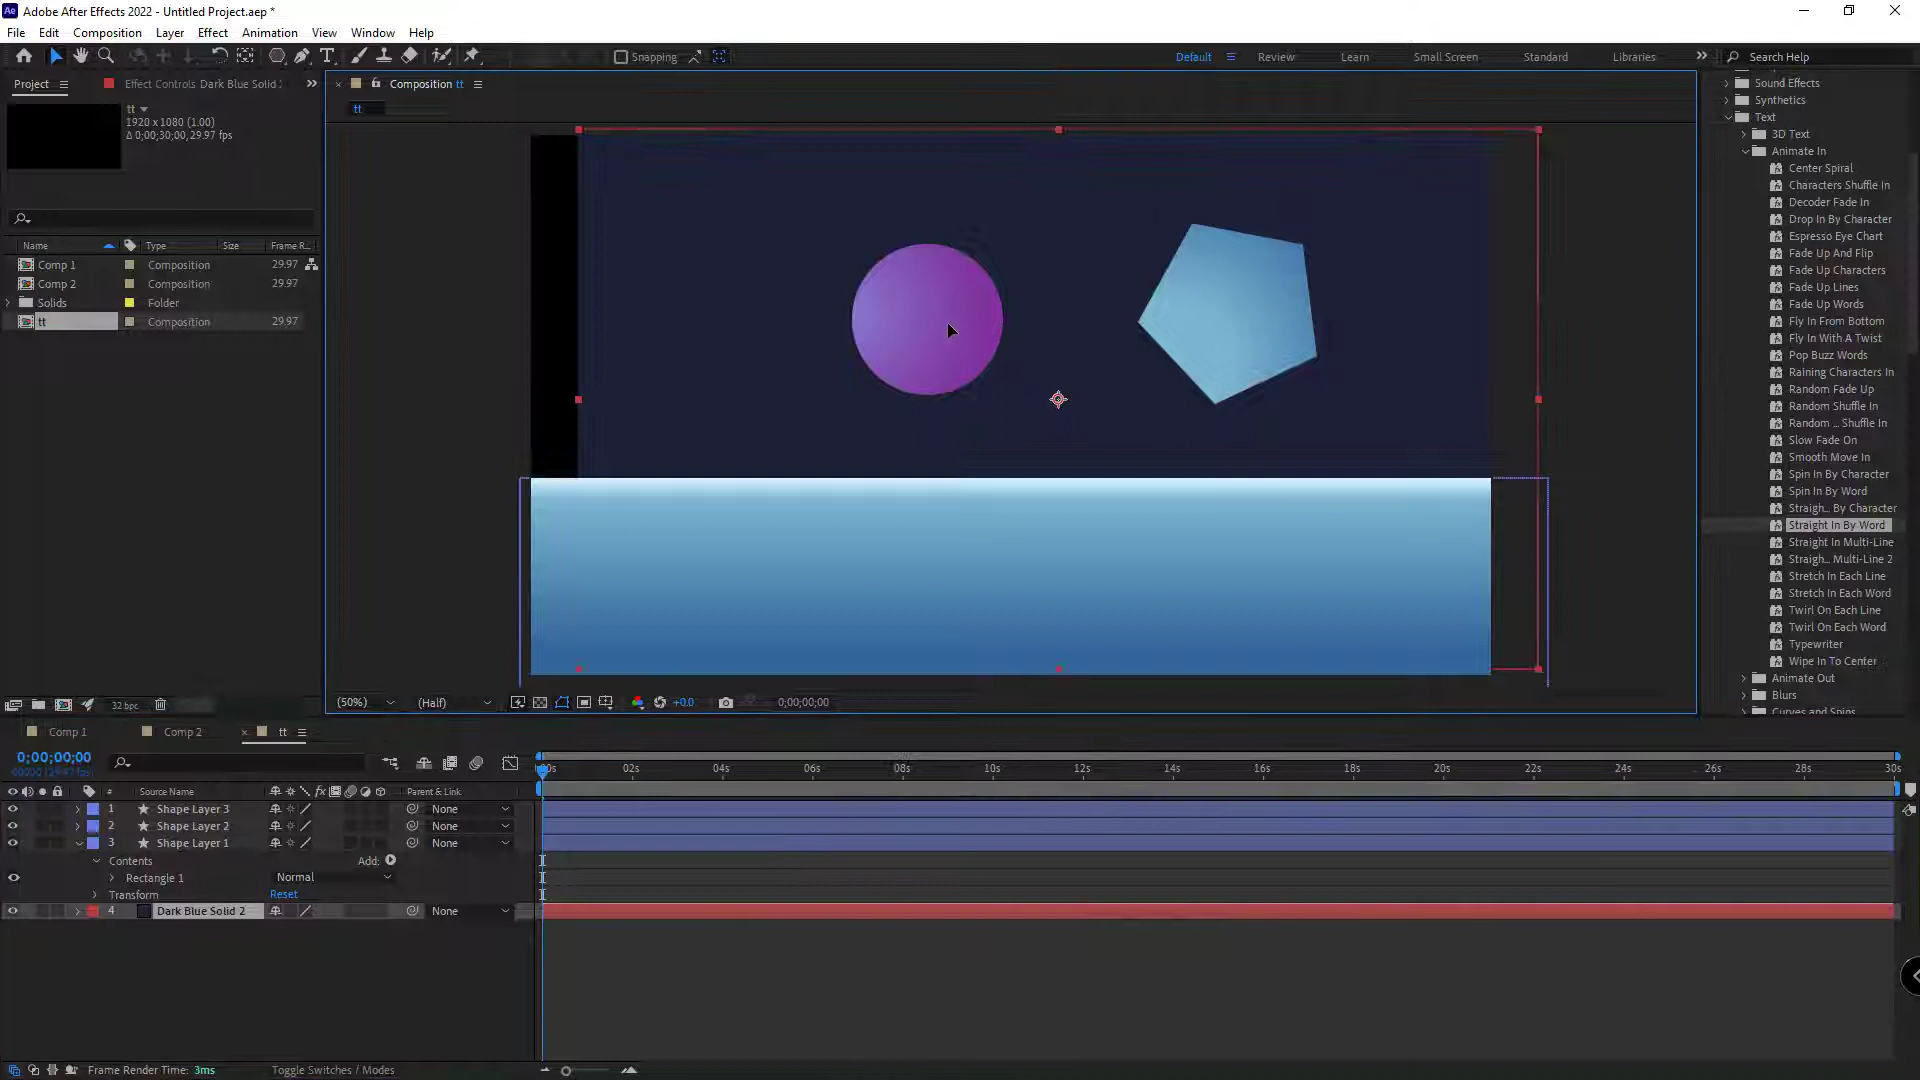 Adobe After Effects 2022 - Untitled Project.aep *
File Edit Composition Layer Effect Animation View Window Help
Snapping
Default Review Learn Small Screen Standard Libraries
Search Help
Project
Effect Controls Dark Blue Solid
Composition tt
tt
tt
1920 x 1080 (1.00)
Δ 0;00;30;00, 29.97 fps
Name Type Size Frame R...
Comp 1 Composition 29.97
Comp 2 Composition 29.97
Solids Folder
tt Composition 29.97
32 bpc
(50%) (Half) +0.0 0;00;00;00
Sound Effects
Synthetics
Text
3D Text
Animate In
Center Spiral
Characters Shuffle In
Decoder Fade In
Drop In By Character
Espresso Eye Chart
Fade Up And Flip
Fade Up Characters
Fade Up Lines
Fade Up Words
Fly In From Bottom
Fly In With A Twist
Pop Buzz Words
Raining Characters In
Random Fade Up
Random Shuffle In
Random ... Shuffle In
Slow Fade On
Smooth Move In
Spin In By Character
Spin In By Word
Straigh... By Character
Straight In By Word
Straight In Multi-Line
Straigh... Multi-Line 2
Stretch In Each Line
Stretch In Each Word
Twirl On Each Line
Twirl On Each Word
Typewriter
Wipe In To Center
Animate Out
Blurs
Curves and Spins
Comp 1 Comp 2 tt
0;00;00;00
00000 (29.97 fps)
02s 04s 06s 08s 10s 12s 14s 16s 18s 20s 22s 24s 26s 28s 30s
# Source Name fx Parent & Link
1 Shape Layer 3 None
2 Shape Layer 2 None
3 Shape Layer 1 None
Contents Add:
Rectangle 1 Normal
Transform Reset
4 Dark Blue Solid 2 None
Frame Render Time: 3ms Toggle Switches / Modes